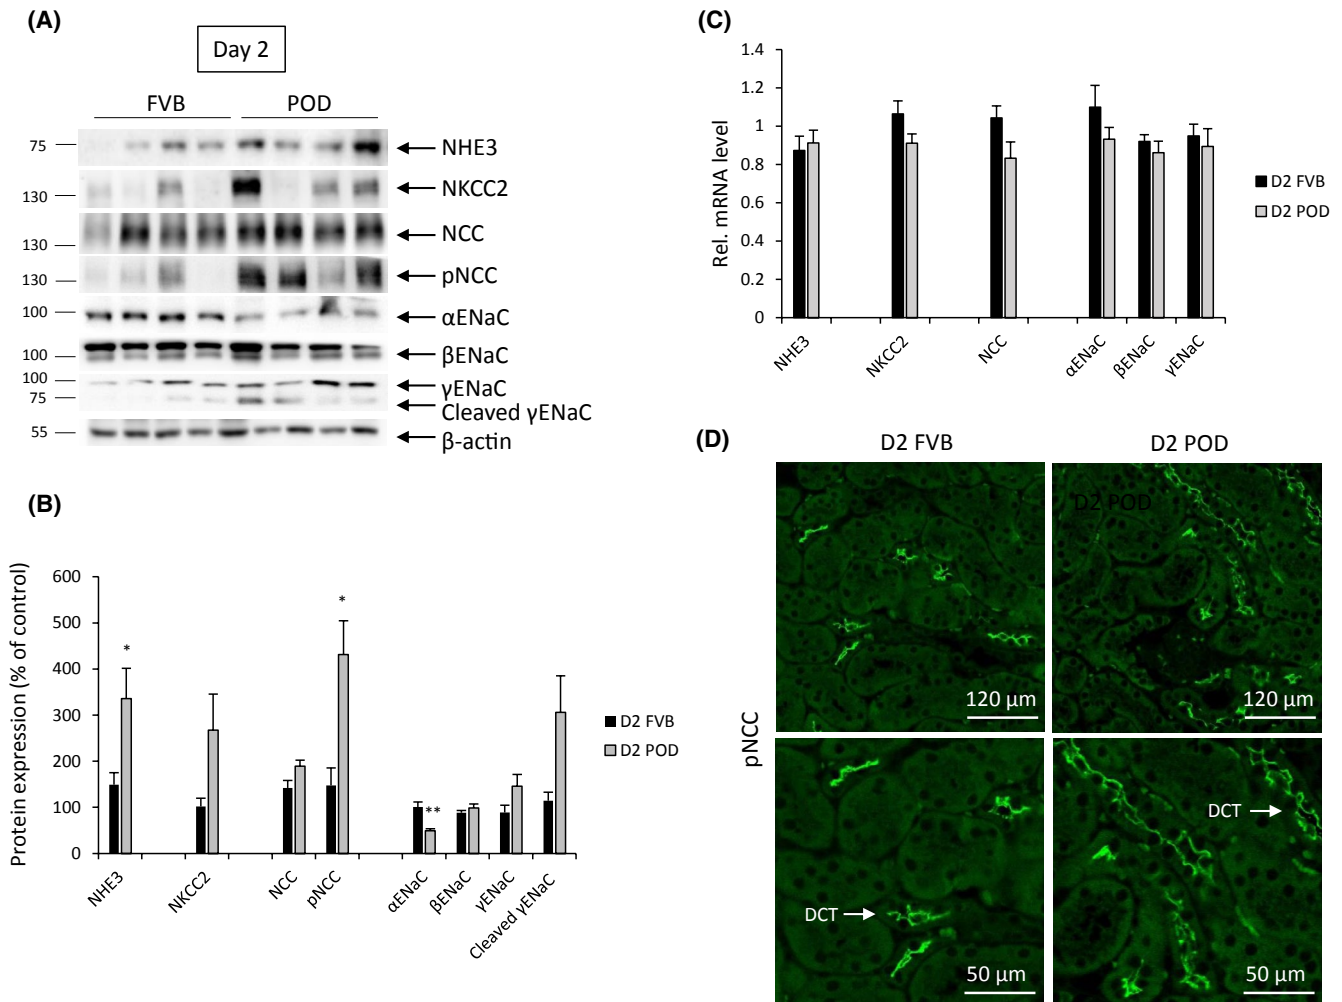 (A)
Day 2
FVB POD
75 NHE3
130 NKCC2
130 NCC
130 pNCC
100 αENaC
100 βENaC
100 γENaC
75 Cleaved γENaC
55 β-actin
(B)
Protein expression (% of control)
600
500
400
300
200
100
0
* * **
NHE3 NKCC2 NCC pNCC αENaC βENaC γENaC Cleaved γENaC
D2 FVB
D2 POD
(C)
Rel. mRNA level
1.4
1.2
1
0.8
0.6
0.4
0.2
0
NHE3 NKCC2 NCC αENaC βENaC γENaC
D2 FVB
D2 POD
(D)
D2 FVB D2 POD
D2 POD
pNCC
120 μm 120 μm
DCT
DCT
50 μm 50 μm